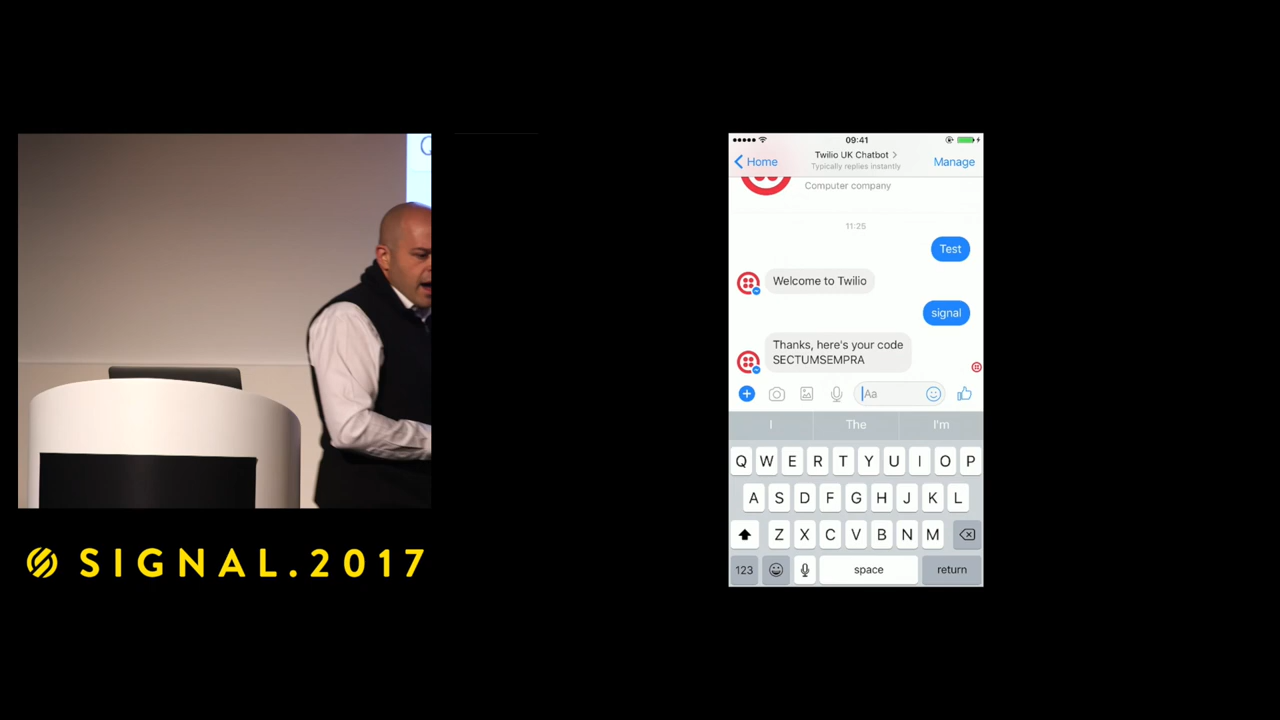 Q
SIGNAL.2017
09:41
Home
Twilio UK Chatbot >
Manage
Typically replies instantly
Computer company
11:25
Test
Welcome to Twilio
signal
Thanks, here's your code
SECTUMSEMPRA
Aa
I The I'm
Q W E R T Y U I O P
A S D F G H J K L
Z X C V B N M
123 space return